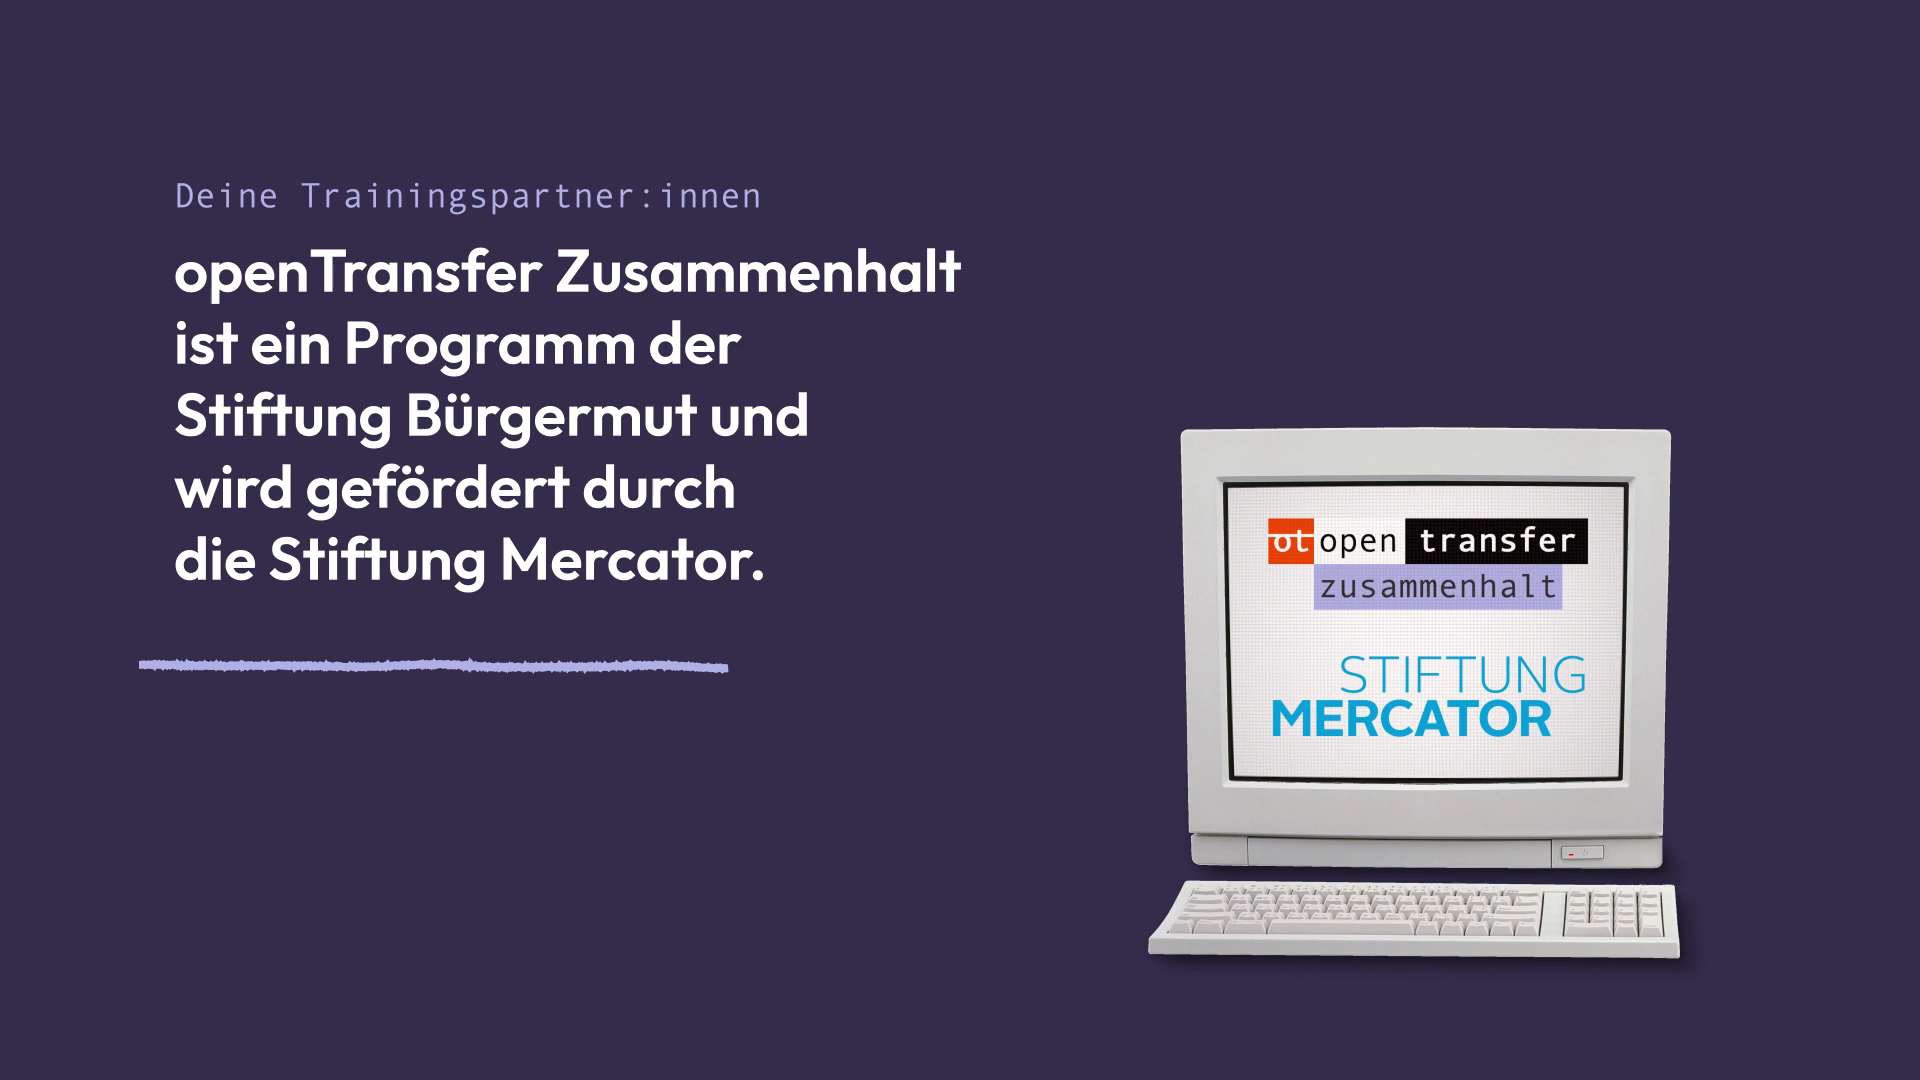 Deine Trainingspartner:innen
openTransfer Zusammenhalt
ist ein Programm der
Stiftung Bürgermut und
wird gefördert durch
die Stiftung Mercator.
ot open transfer
zusammenhalt
STIFTUNG
MERCATOR